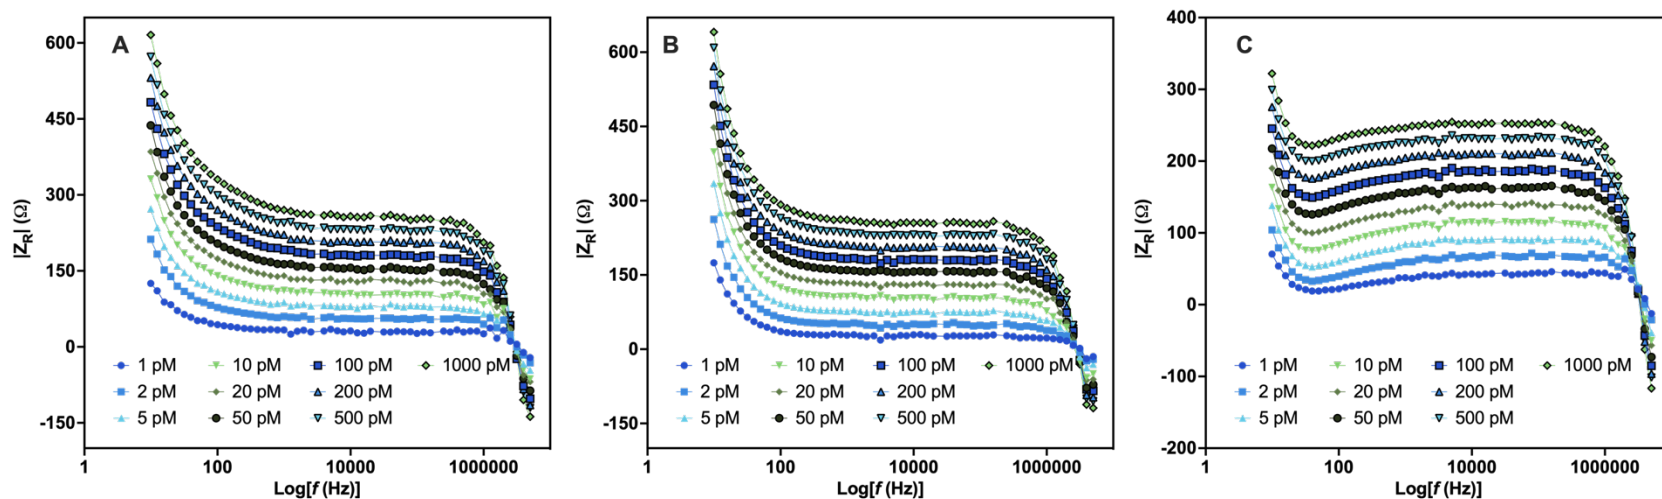 A
|Z_R| (Ω)
600
450
300
150
0
-150
1 pM
10 pM
100 pM
1000 pM
2 pM
20 pM
200 pM
5 pM
50 pM
500 pM
1
100
10000
1000000
Log[f (Hz)]
B
|Z_R| (Ω)
600
450
300
150
0
-150
1 pM
10 pM
100 pM
1000 pM
2 pM
20 pM
200 pM
5 pM
50 pM
500 pM
1
100
10000
1000000
Log[f (Hz)]
C
|Z_R| (Ω)
400
300
200
100
0
-100
-200
1 pM
10 pM
100 pM
1000 pM
2 pM
20 pM
200 pM
5 pM
50 pM
500 pM
1
100
10000
1000000
Log[f (Hz)]